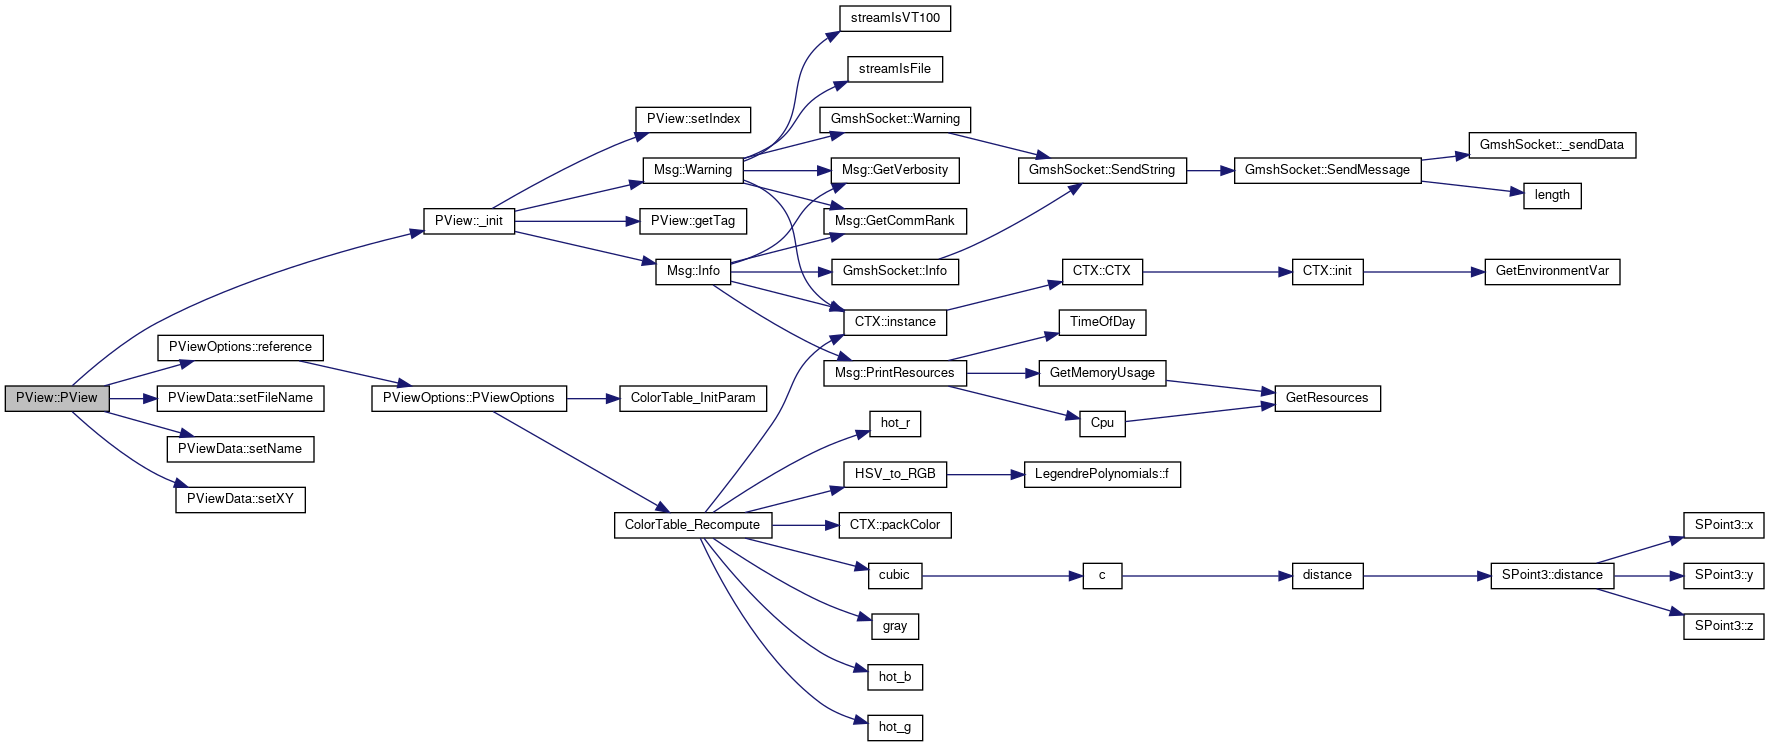 streamIsVT100
streamIsFile
PView::setIndex
GmshSocket::Warning
GmshSocket::_sendData
Msg::Warning
Msg::GetVerbosity
GmshSocket::SendString
GmshSocket::SendMessage
length
PView::_init
PView::getTag
Msg::GetCommRank
Msg::Info
GmshSocket::Info
CTX::CTX
CTX::init
GetEnvironmentVar
CTX::instance
TimeOfDay
PViewOptions::reference
Msg::PrintResources
GetMemoryUsage
PView::PView
PViewData::setFileName
PViewOptions::PViewOptions
ColorTable_InitParam
GetResources
hot_r
Cpu
PViewData::setName
HSV_to_RGB
LegendrePolynomials::f
PViewData::setXY
ColorTable_Recompute
CTX::packColor
SPoint3::x
cubic
c
distance
SPoint3::distance
SPoint3::y
gray
SPoint3::z
hot_b
hot_g